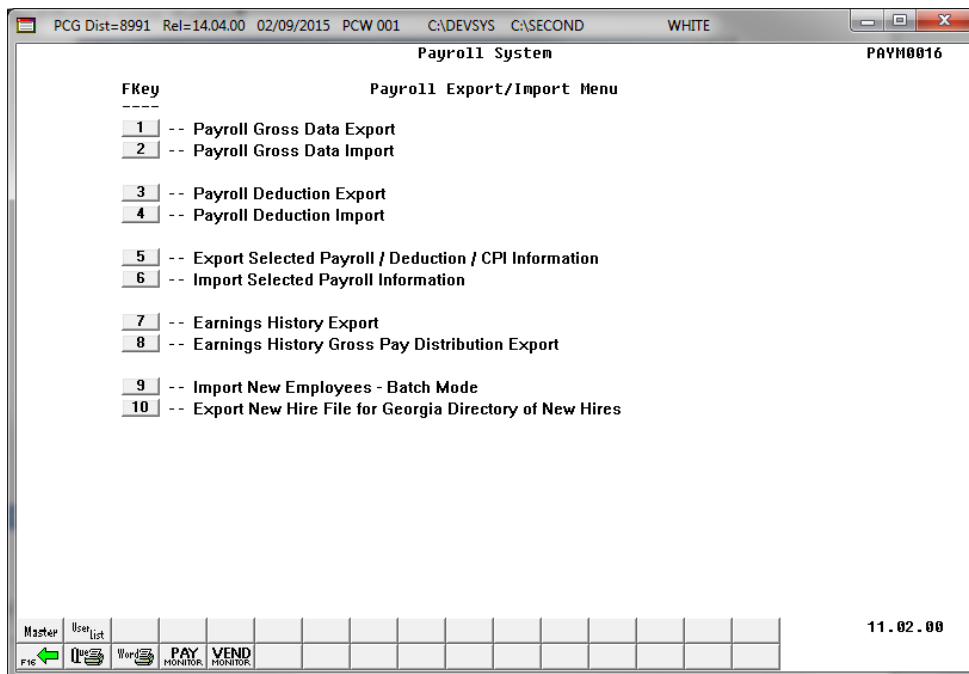 PCG Dist=8991 Rel=14.04.00 02/09/2015 PCW 001 C:\DEVSYS C:\SECOND WHITE
Payroll System PAYM0016
FKey Payroll Export/Import Menu
----
1 -- Payroll Gross Data Export
2 -- Payroll Gross Data Import
3 -- Payroll Deduction Export
4 -- Payroll Deduction Import
5 -- Export Selected Payroll / Deduction / CPI Information
6 -- Import Selected Payroll Information
7 -- Earnings History Export
8 -- Earnings History Gross Pay Distribution Export
9 -- Import New Employees - Batch Mode
10 -- Export New Hire File for Georgia Directory of New Hires
Master User List 11.02.00
F16 Que Word PAY MONITOR VEND MONITOR